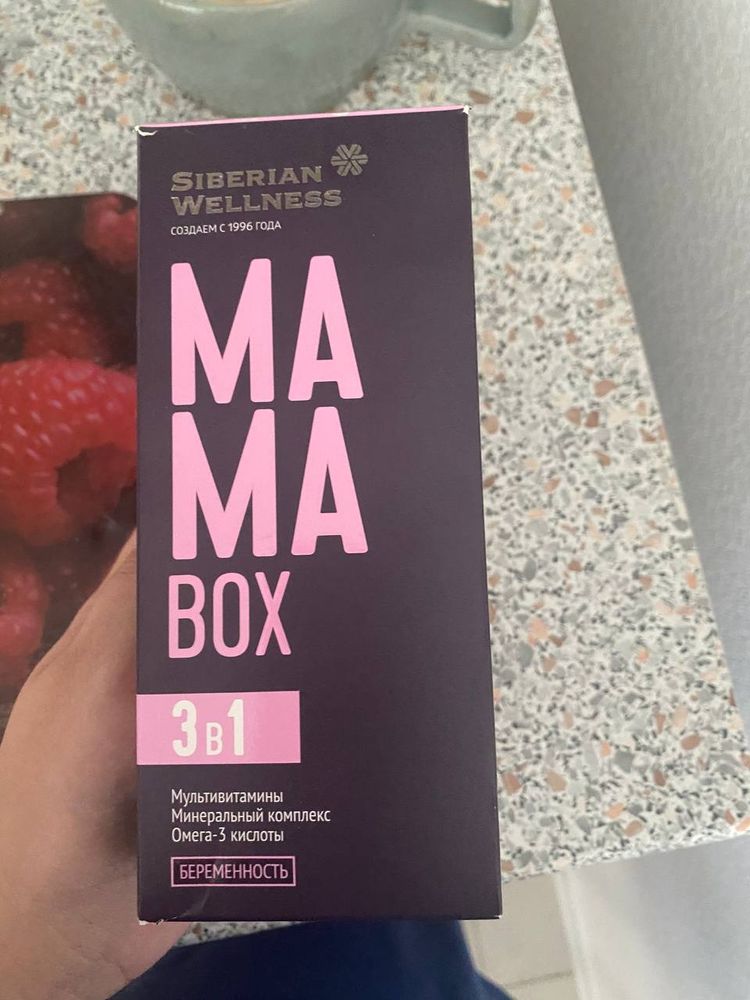 SIBERIAN
WELLNESS
СОЗДАЕМ С 1996 ГОДА
MA
MA
BOX
3 в 1
Мультивитамины
Минеральный комплекс
Омега-3 кислоты
БЕРЕМЕННОСТЬ